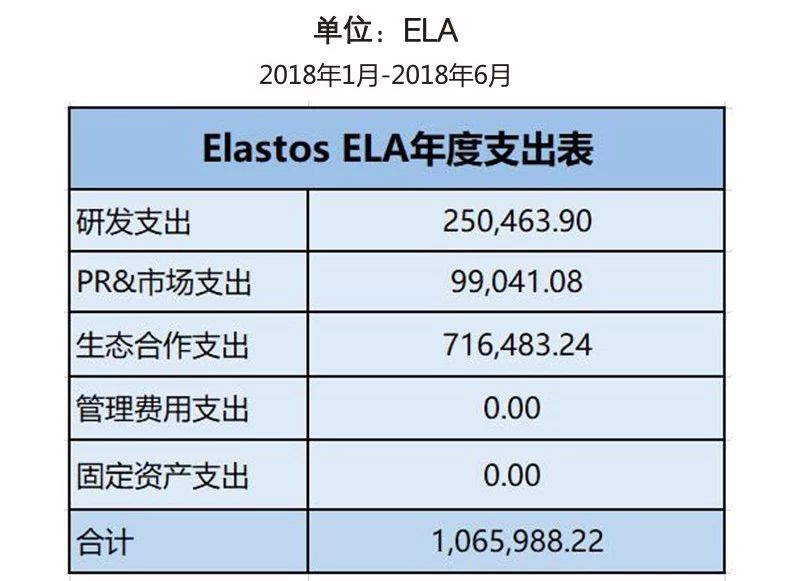 单位：ELA
2018年1月-2018年6月
Elastos ELA年度支出表
研发支出 250,463.90
PR&市场支出 99,041.08
生态合作支出 716,483.24
管理费用支出 0.00
固定资产支出 0.00
合计 1,065,988.22